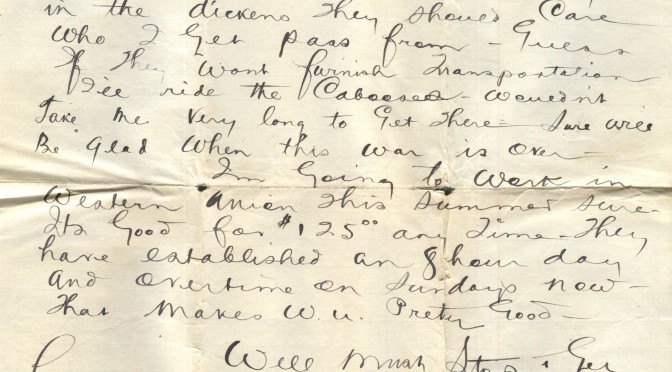 in the dickens they should Care
Who I Get pass from - Guess
If they wont furnish Transportation
I'll ride the Cabooses - Wouldn't
Take me very long to Get there - Sure will
Be Glad When this war is over -
I'm Going to Work in
Western Union this Summer Sure -
Its Good for $125.00 any Time - They
have established an 8 hour day
And overtime on Sundays now -
That makes W.U. Pretty Good -
Well Must Stop & Get